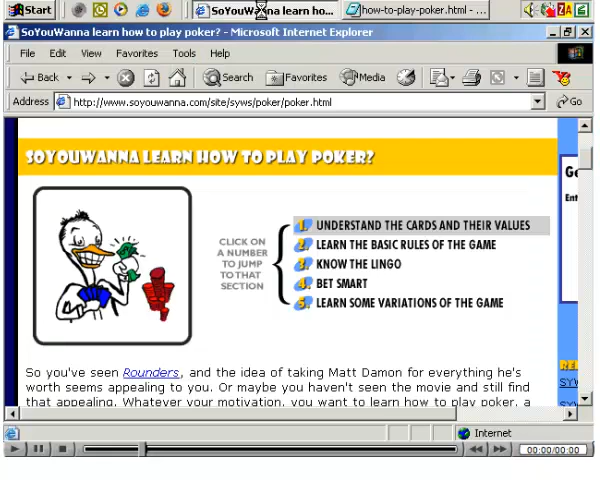 Start
SoYouWanna learn ho...
how-to-play-poker.html - ...
SoYouWanna learn how to play poker? - Microsoft Internet Explorer
File Edit View Favorites Tools Help
Back Search Favorites Media
Address http://www.soyouwanna.com/site/syws/poker/poker.html Go
SOYOUWANNA LEARN HOW TO PLAY POKER?
CLICK ON
A NUMBER
TO JUMP
TO THAT
SECTION
1. UNDERSTAND THE CARDS AND THEIR VALUES
2. LEARN THE BASIC RULES OF THE GAME
3. KNOW THE LINGO
4. BET SMART
5. LEARN SOME VARIATIONS OF THE GAME
Ge
Ent
So you've seen Rounders, and the idea of taking Matt Damon for everything he's
worth seems appealing to you. Or maybe you haven't seen the movie and still find
that appealing. Whatever your motivation, you want to learn how to play poker, a
SYW
Internet
00:00/00:00